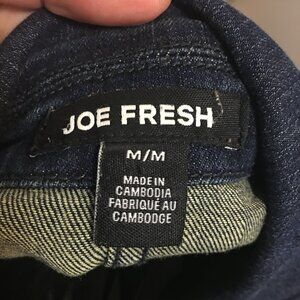 JOE FRESH
M/M
MADE IN
CAMBODIA
FABRIQUÉ AU
CAMBODGE